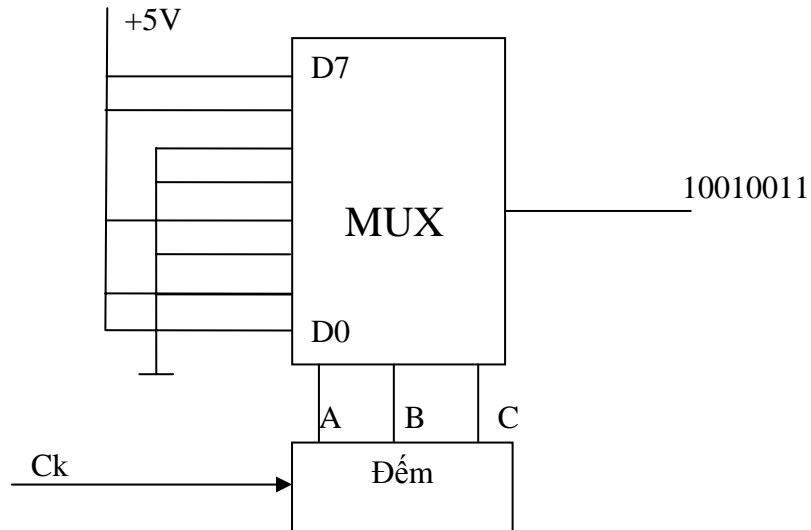 +5V
D7
10010011
MUX
D0
A B C
Ck
Đếm